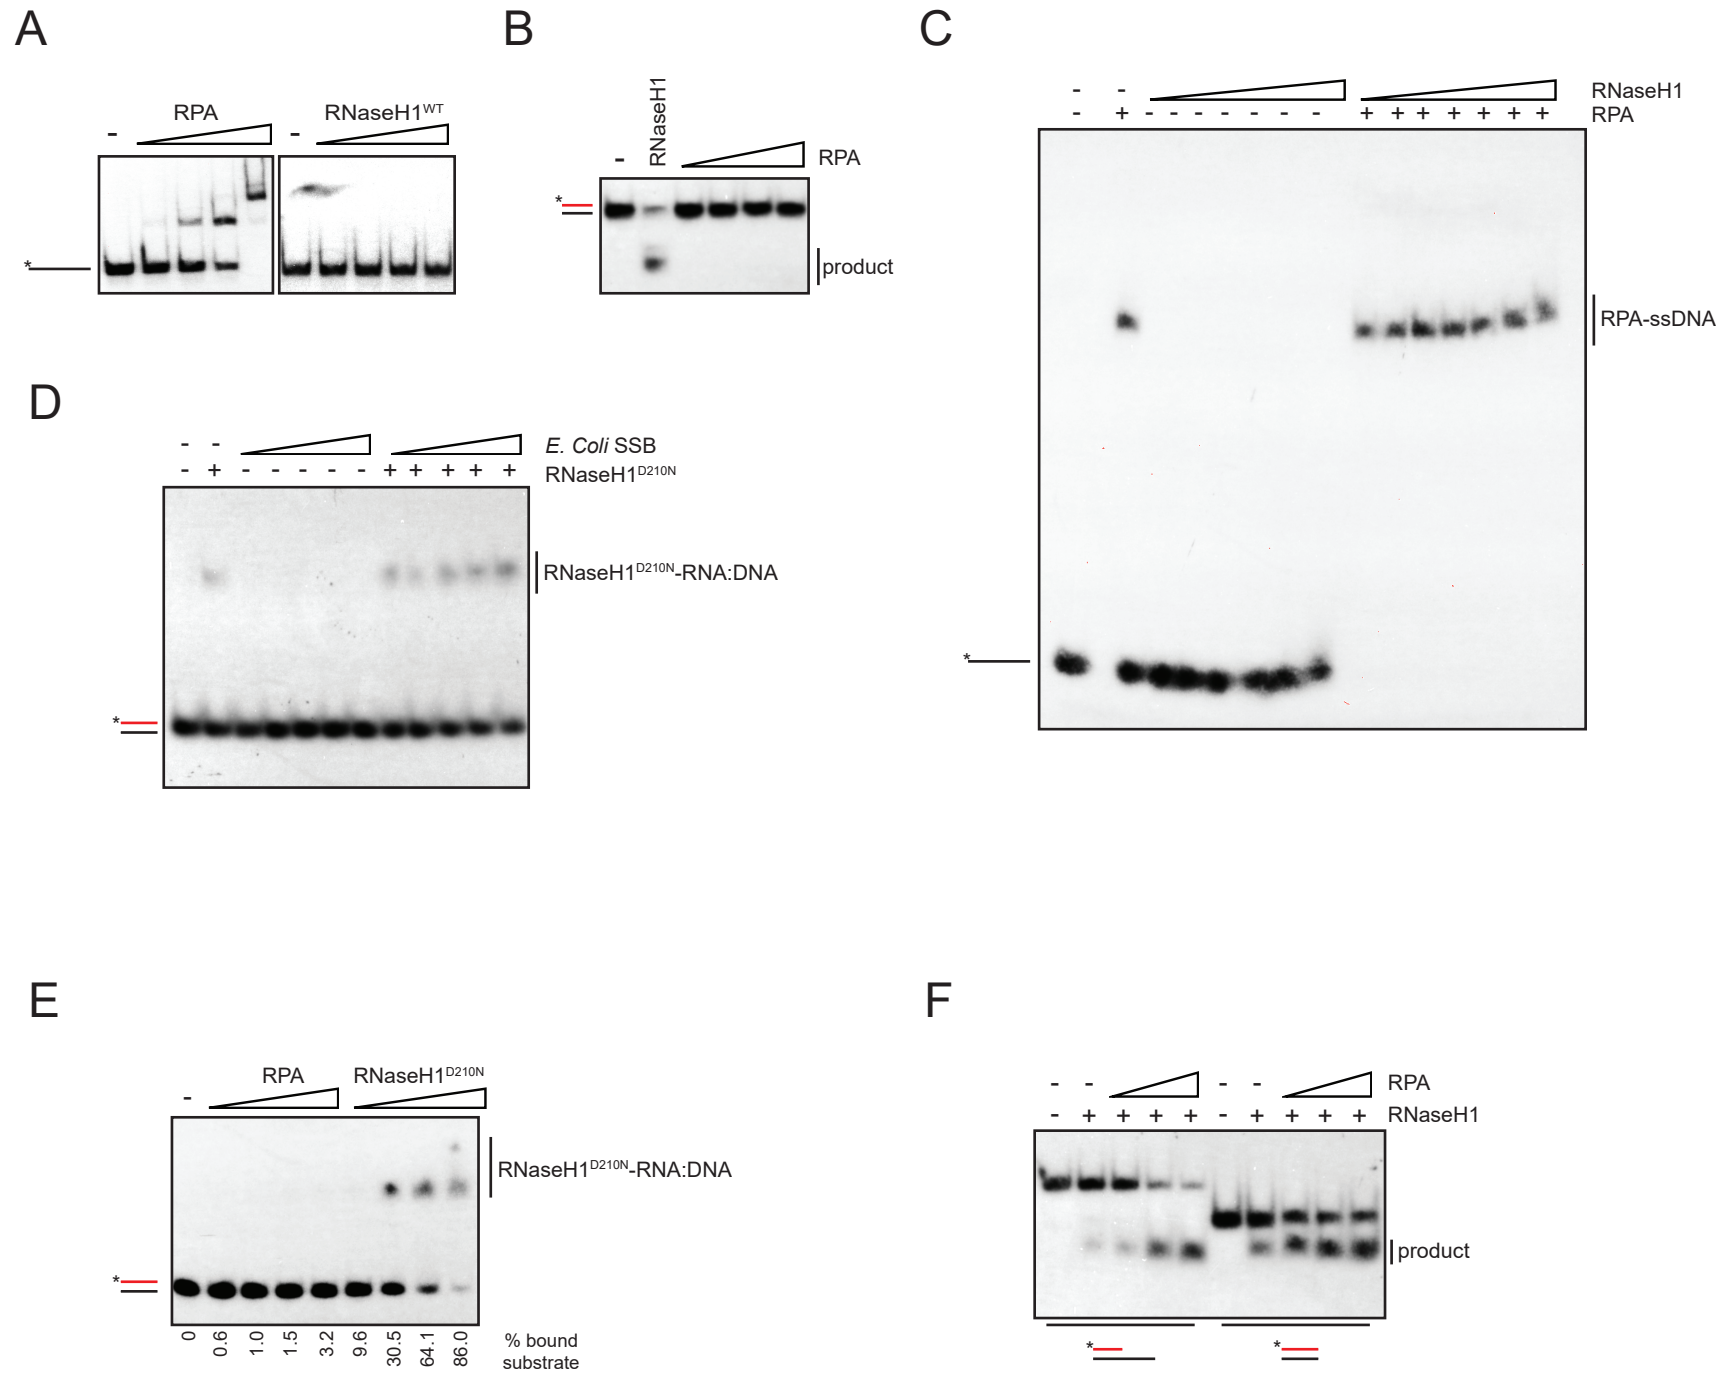 A
RPA
RNaseH1WT
-
-
*
B
-
RNaseH1
RPA
*
product
C
- - RNaseH1
- + - - - - - - - + + + + + + + RPA
RPA-ssDNA
*
D
- - E. Coli SSB
- + - - - - - + + + + + RNaseH1D210N
RNaseH1D210N-RNA:DNA
*
E
RPA RNaseH1D210N
-
RNaseH1D210N-RNA:DNA
*
0 0.6 1.0 1.5 3.2 9.6 30.5 64.1 86.0 % bound
substrate
F
- - - - RPA
- + + + + - + + + + RNaseH1
product
* *